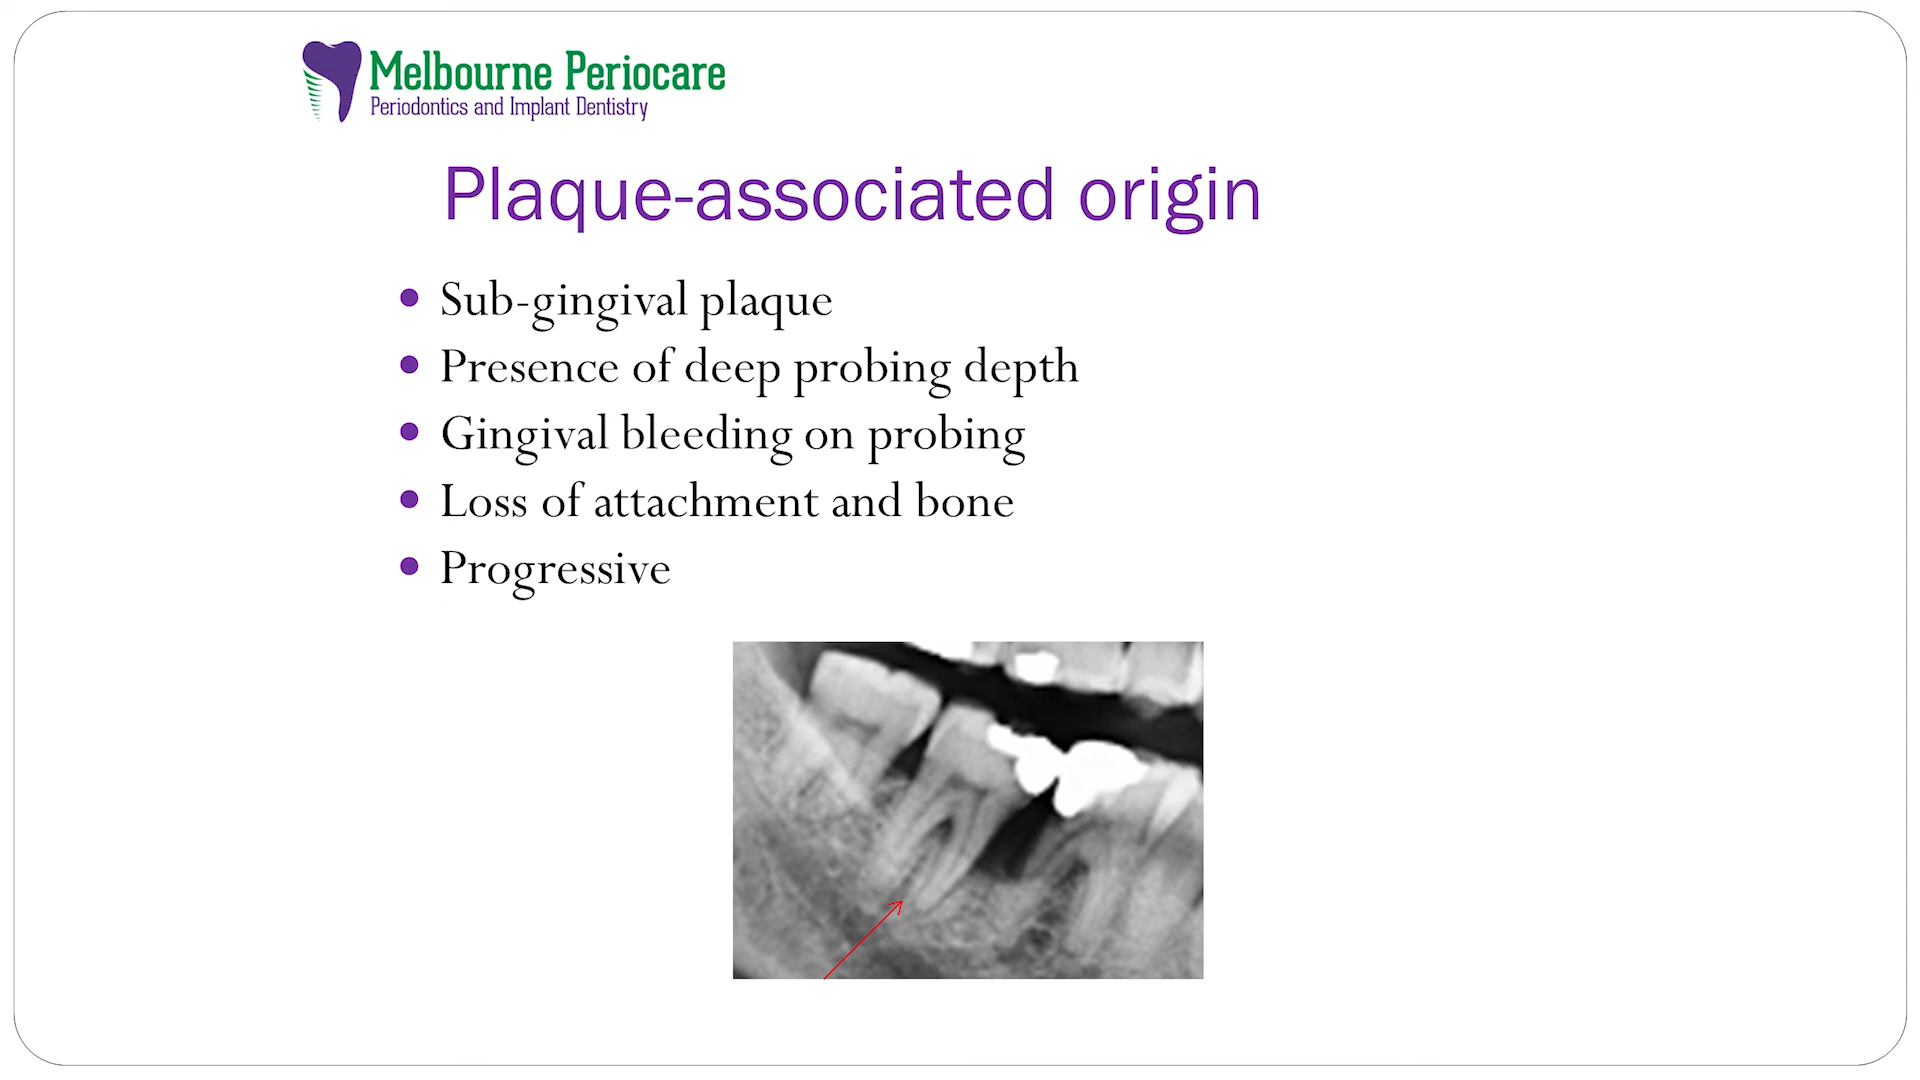 Melbourne Periocare
Periodontics and Implant Dentistry
Plaque-associated origin
Sub-gingival plaque
Presence of deep probing depth
Gingival bleeding on probing
Loss of attachment and bone
Progressive